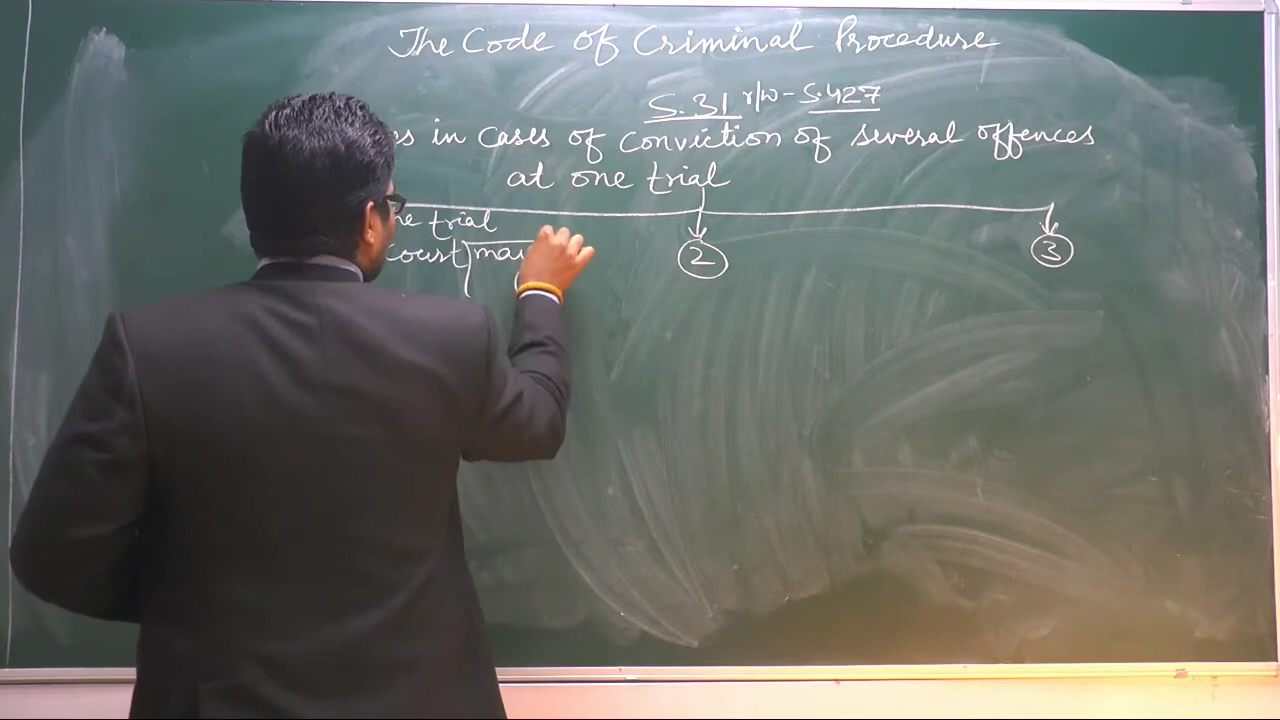 The Code of Criminal Procedure
S.31 r/w - S.427
in cases of conviction of several offences
at one trial
trial
2
3